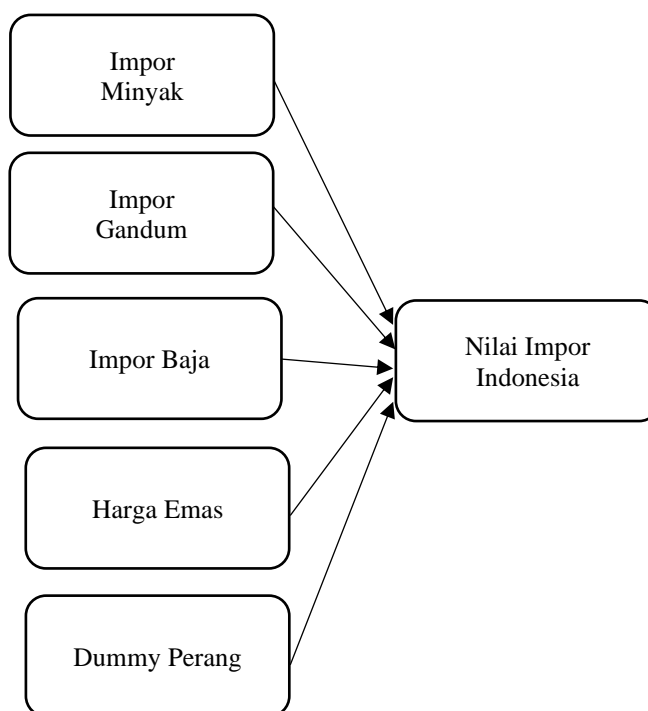 Impor
Minyak
Impor
Gandum
Impor Baja
Nilai Impor
Indonesia
Harga Emas
Dummy Perang